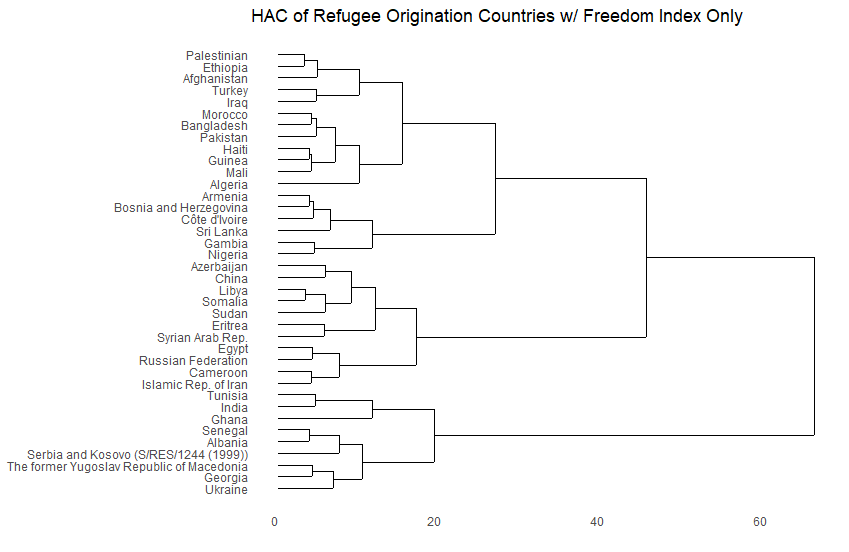 HAC of Refugee Origination Countries w/ Freedom Index Only
Palestinian
Ethiopia
Afghanistan
Turkey
Iraq
Morocco
Bangladesh
Pakistan
Haiti
Guinea
Mali
Algeria
Armenia
Bosnia and Herzegovina
Côte d'Ivoire
Sri Lanka
Gambia
Nigeria
Azerbaijan
China
Libya
Somalia
Sudan
Eritrea
Syrian Arab Rep.
Egypt
Russian Federation
Cameroon
Islamic Rep. of Iran
Tunisia
India
Ghana
Senegal
Albania
Serbia and Kosovo (S/RES/1244 (1999))
The former Yugoslav Republic of Macedonia
Georgia
Ukraine
0 20 40 60